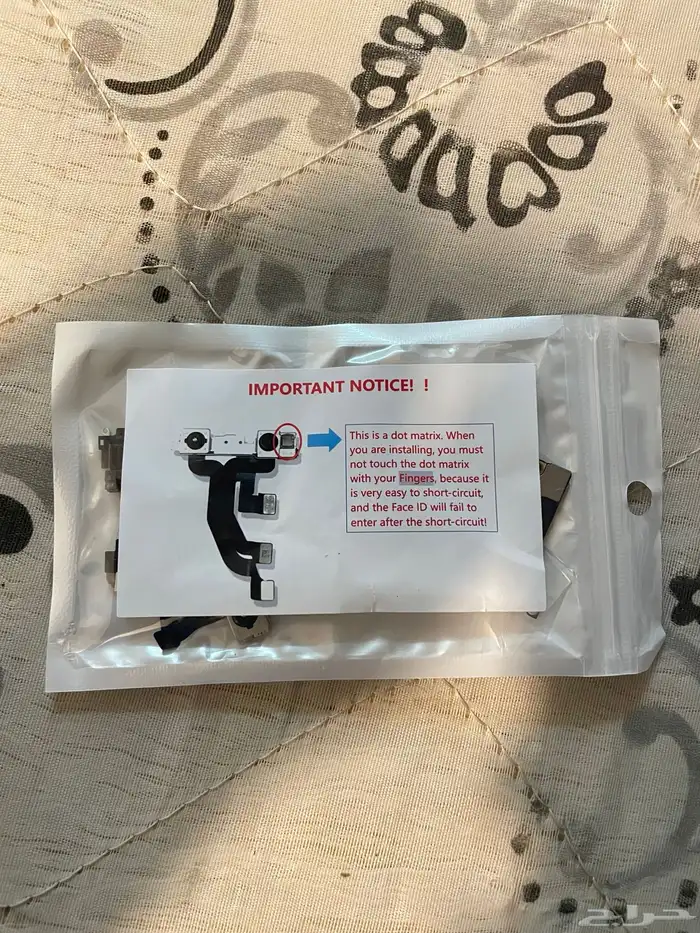 IMPORTANT NOTICE! !
This is a dot matrix. When
you are installing, you must
not touch the dot matrix
with your Fingers, because it
is very easy to short-circuit,
and the Face ID will fail to
enter after the short-circuit!
حراج